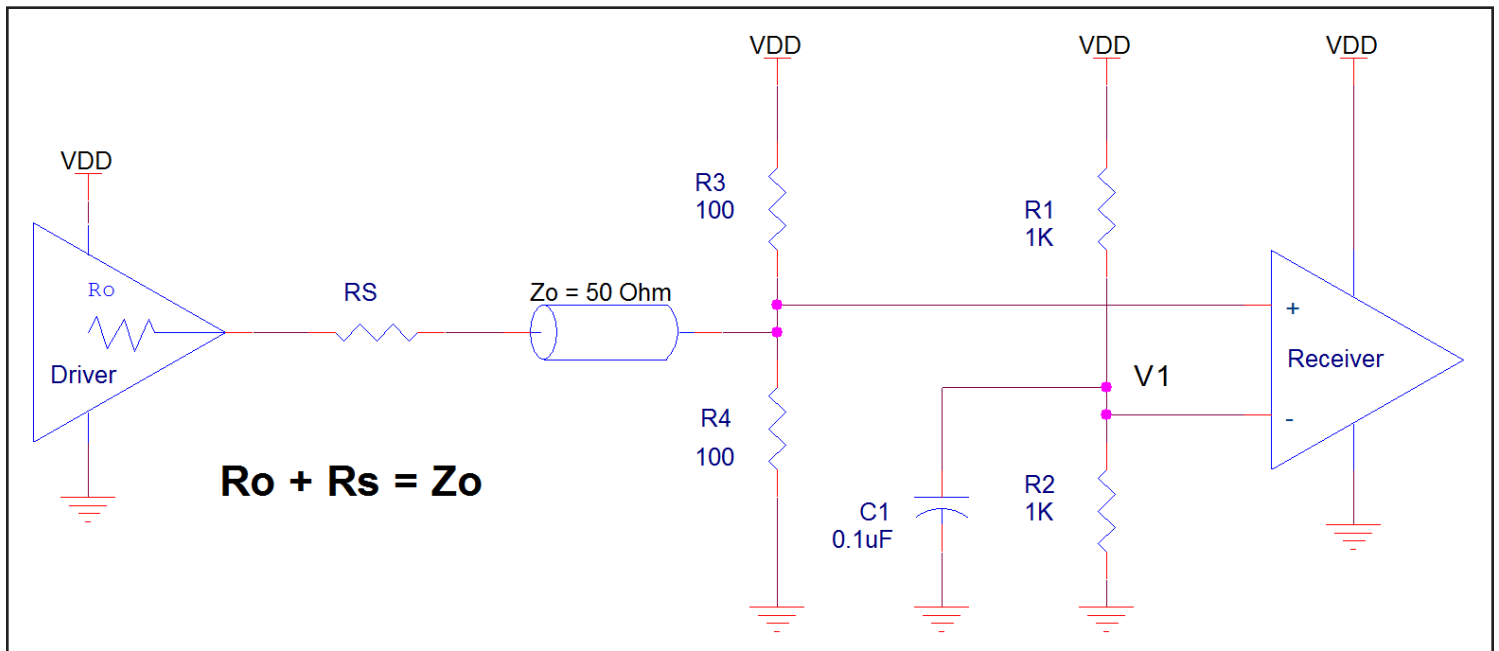 VDD
VDD
VDD
VDD
R3
100
R1
1K
Ro
RS
Zo = 50 Ohm
+
Driver
Receiver
V1
-
R4
100
Ro + Rs = Zo
R2
1K
C1
0.1uF